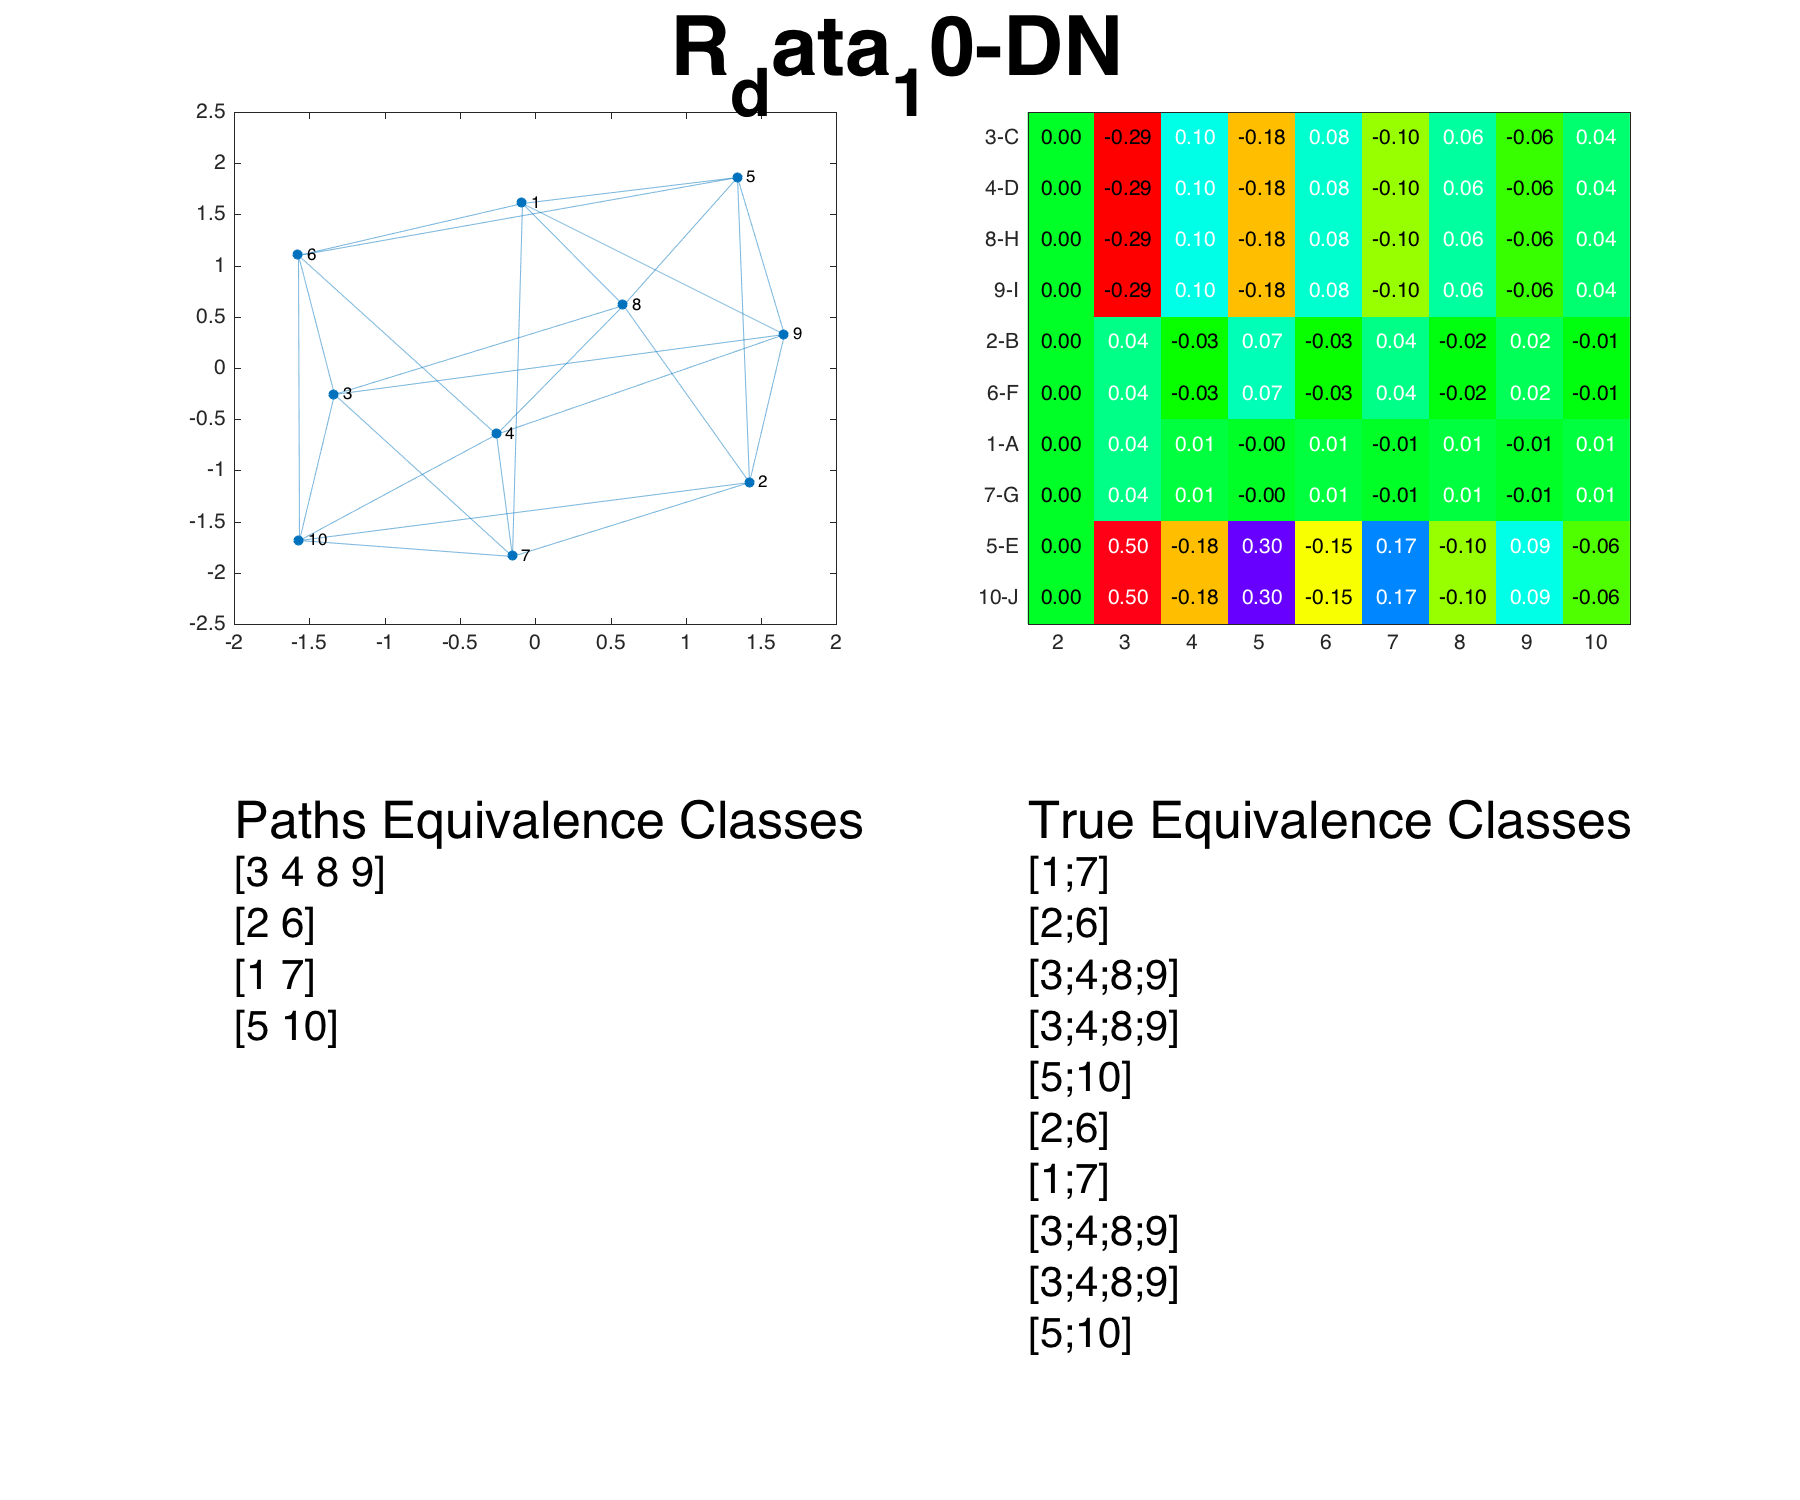 Rdata10-DN
2.5
2
1.5
1
0.5
0
-0.5
-1
-1.5
-2
-2.5
-2 -1.5 -1 -0.5 0 0.5 1 1.5 2
5
1
6
8
9
3
4
2
10
7
3-C 0.00 -0.29 0.10 -0.18 0.08 -0.10 0.06 -0.06 0.04
4-D 0.00 -0.29 0.10 -0.18 0.08 -0.10 0.06 -0.06 0.04
8-H 0.00 -0.29 0.10 -0.18 0.08 -0.10 0.06 -0.06 0.04
9-I 0.00 -0.29 0.10 -0.18 0.08 -0.10 0.06 -0.06 0.04
2-B 0.00 0.04 -0.03 0.07 -0.03 0.04 -0.02 0.02 -0.01
6-F 0.00 0.04 -0.03 0.07 -0.03 0.04 -0.02 0.02 -0.01
1-A 0.00 0.04 0.01 -0.00 0.01 -0.01 0.01 -0.01 0.01
7-G 0.00 0.04 0.01 -0.00 0.01 -0.01 0.01 -0.01 0.01
5-E 0.00 0.50 -0.18 0.30 -0.15 0.17 -0.10 0.09 -0.06
10-J 0.00 0.50 -0.18 0.30 -0.15 0.17 -0.10 0.09 -0.06
2 3 4 5 6 7 8 9 10
Paths Equivalence Classes
[3 4 8 9]
[2 6]
[1 7]
[5 10]
True Equivalence Classes
[1;7]
[2;6]
[3;4;8;9]
[3;4;8;9]
[5;10]
[2;6]
[1;7]
[3;4;8;9]
[3;4;8;9]
[5;10]